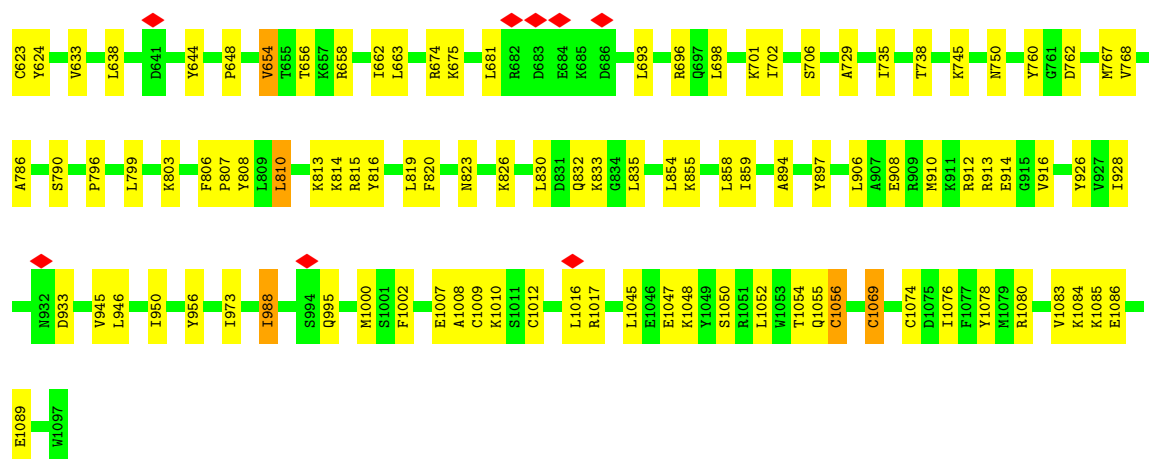 C623 Y624 V633 L638 D641 Y644 P648 V654 T655 T656 K657 R658 I662 L663 R674 K675 L681 R682 D683 E684 K685 D686 L693 R696 Q697 L698 K701 I702 S706 A729 I735 T738 K745 N750 Y760 G761 D762 M767 V768
A786 S790 P796 L799 K803 F806 P807 Y808 L809 L810 K813 K814 R815 Y816 L819 F820 N823 K826 L830 D831 Q832 K833 G834 L835 L854 K855 L858 I859 A894 Y897 L906 A907 E908 R909 M910 K911 R912 R913 E914 G915 V916 Y926 V927 I928
N932 D933 V945 L946 I950 Y956 I973 I988 S994 Q995 M1000 S1001 F1002 E1007 A1008 C1009 K1010 S1011 C1012 L1016 R1017 L1045 E1046 E1047 K1048 Y1049 S1050 R1051 L1052 W1053 T1054 Q1055 C1056 C1069 C1074 D1075 I1076 F1077 Y1078 M1079 R1080 V1083 K1084 K1085 E1086
E1089 W1097